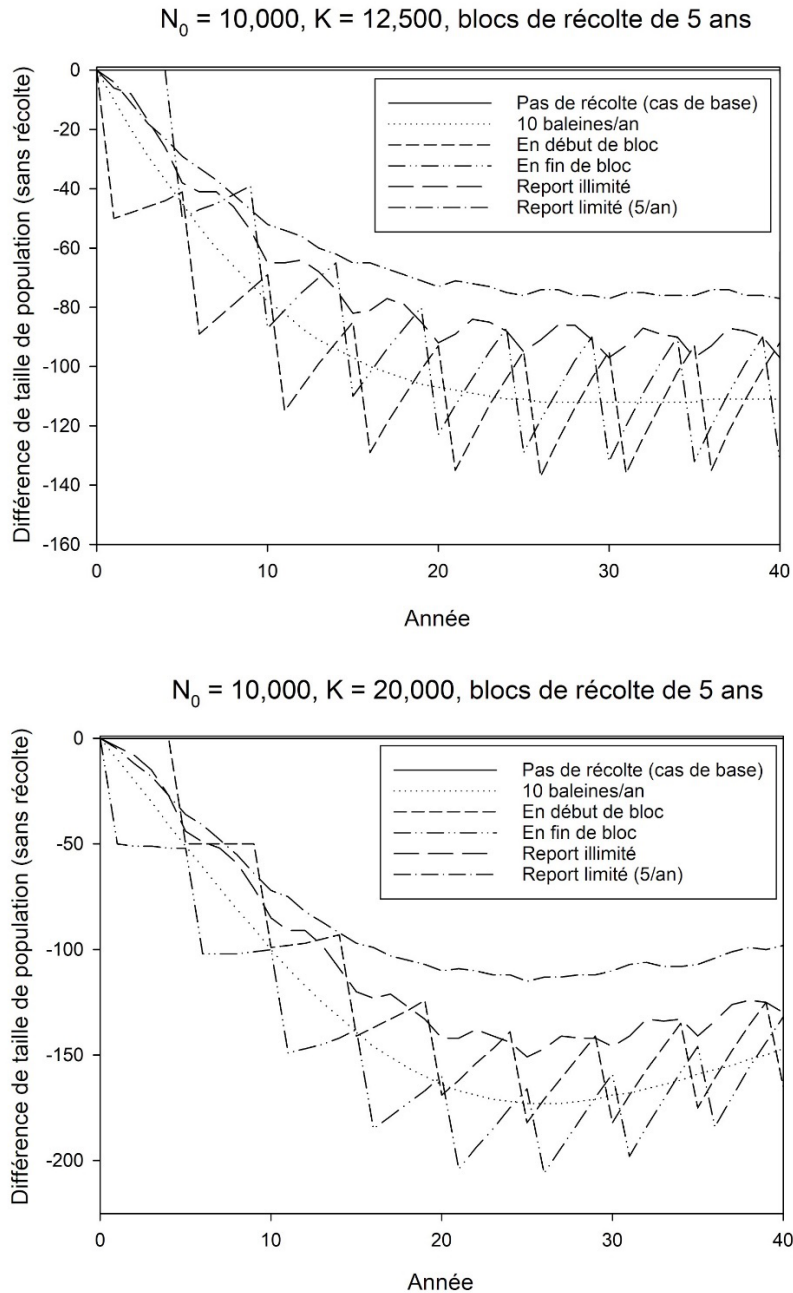 N0 = 10,000, K = 12,500, blocs de récolte de 5 ans
Différence de taille de population (sans récolte)
0
-20
-40
-60
-80
-100
-120
-140
-160
Pas de récolte (cas de base)
10 baleines/an
En début de bloc
En fin de bloc
Report illimité
Report limité (5/an)
0
10
20
30
40
Année
N0 = 10,000, K = 20,000, blocs de récolte de 5 ans
Différence de taille de population (sans récolte)
0
-50
-100
-150
-200
Pas de récolte (cas de base)
10 baleines/an
En début de bloc
En fin de bloc
Report illimité
Report limité (5/an)
0
10
20
30
40
Année